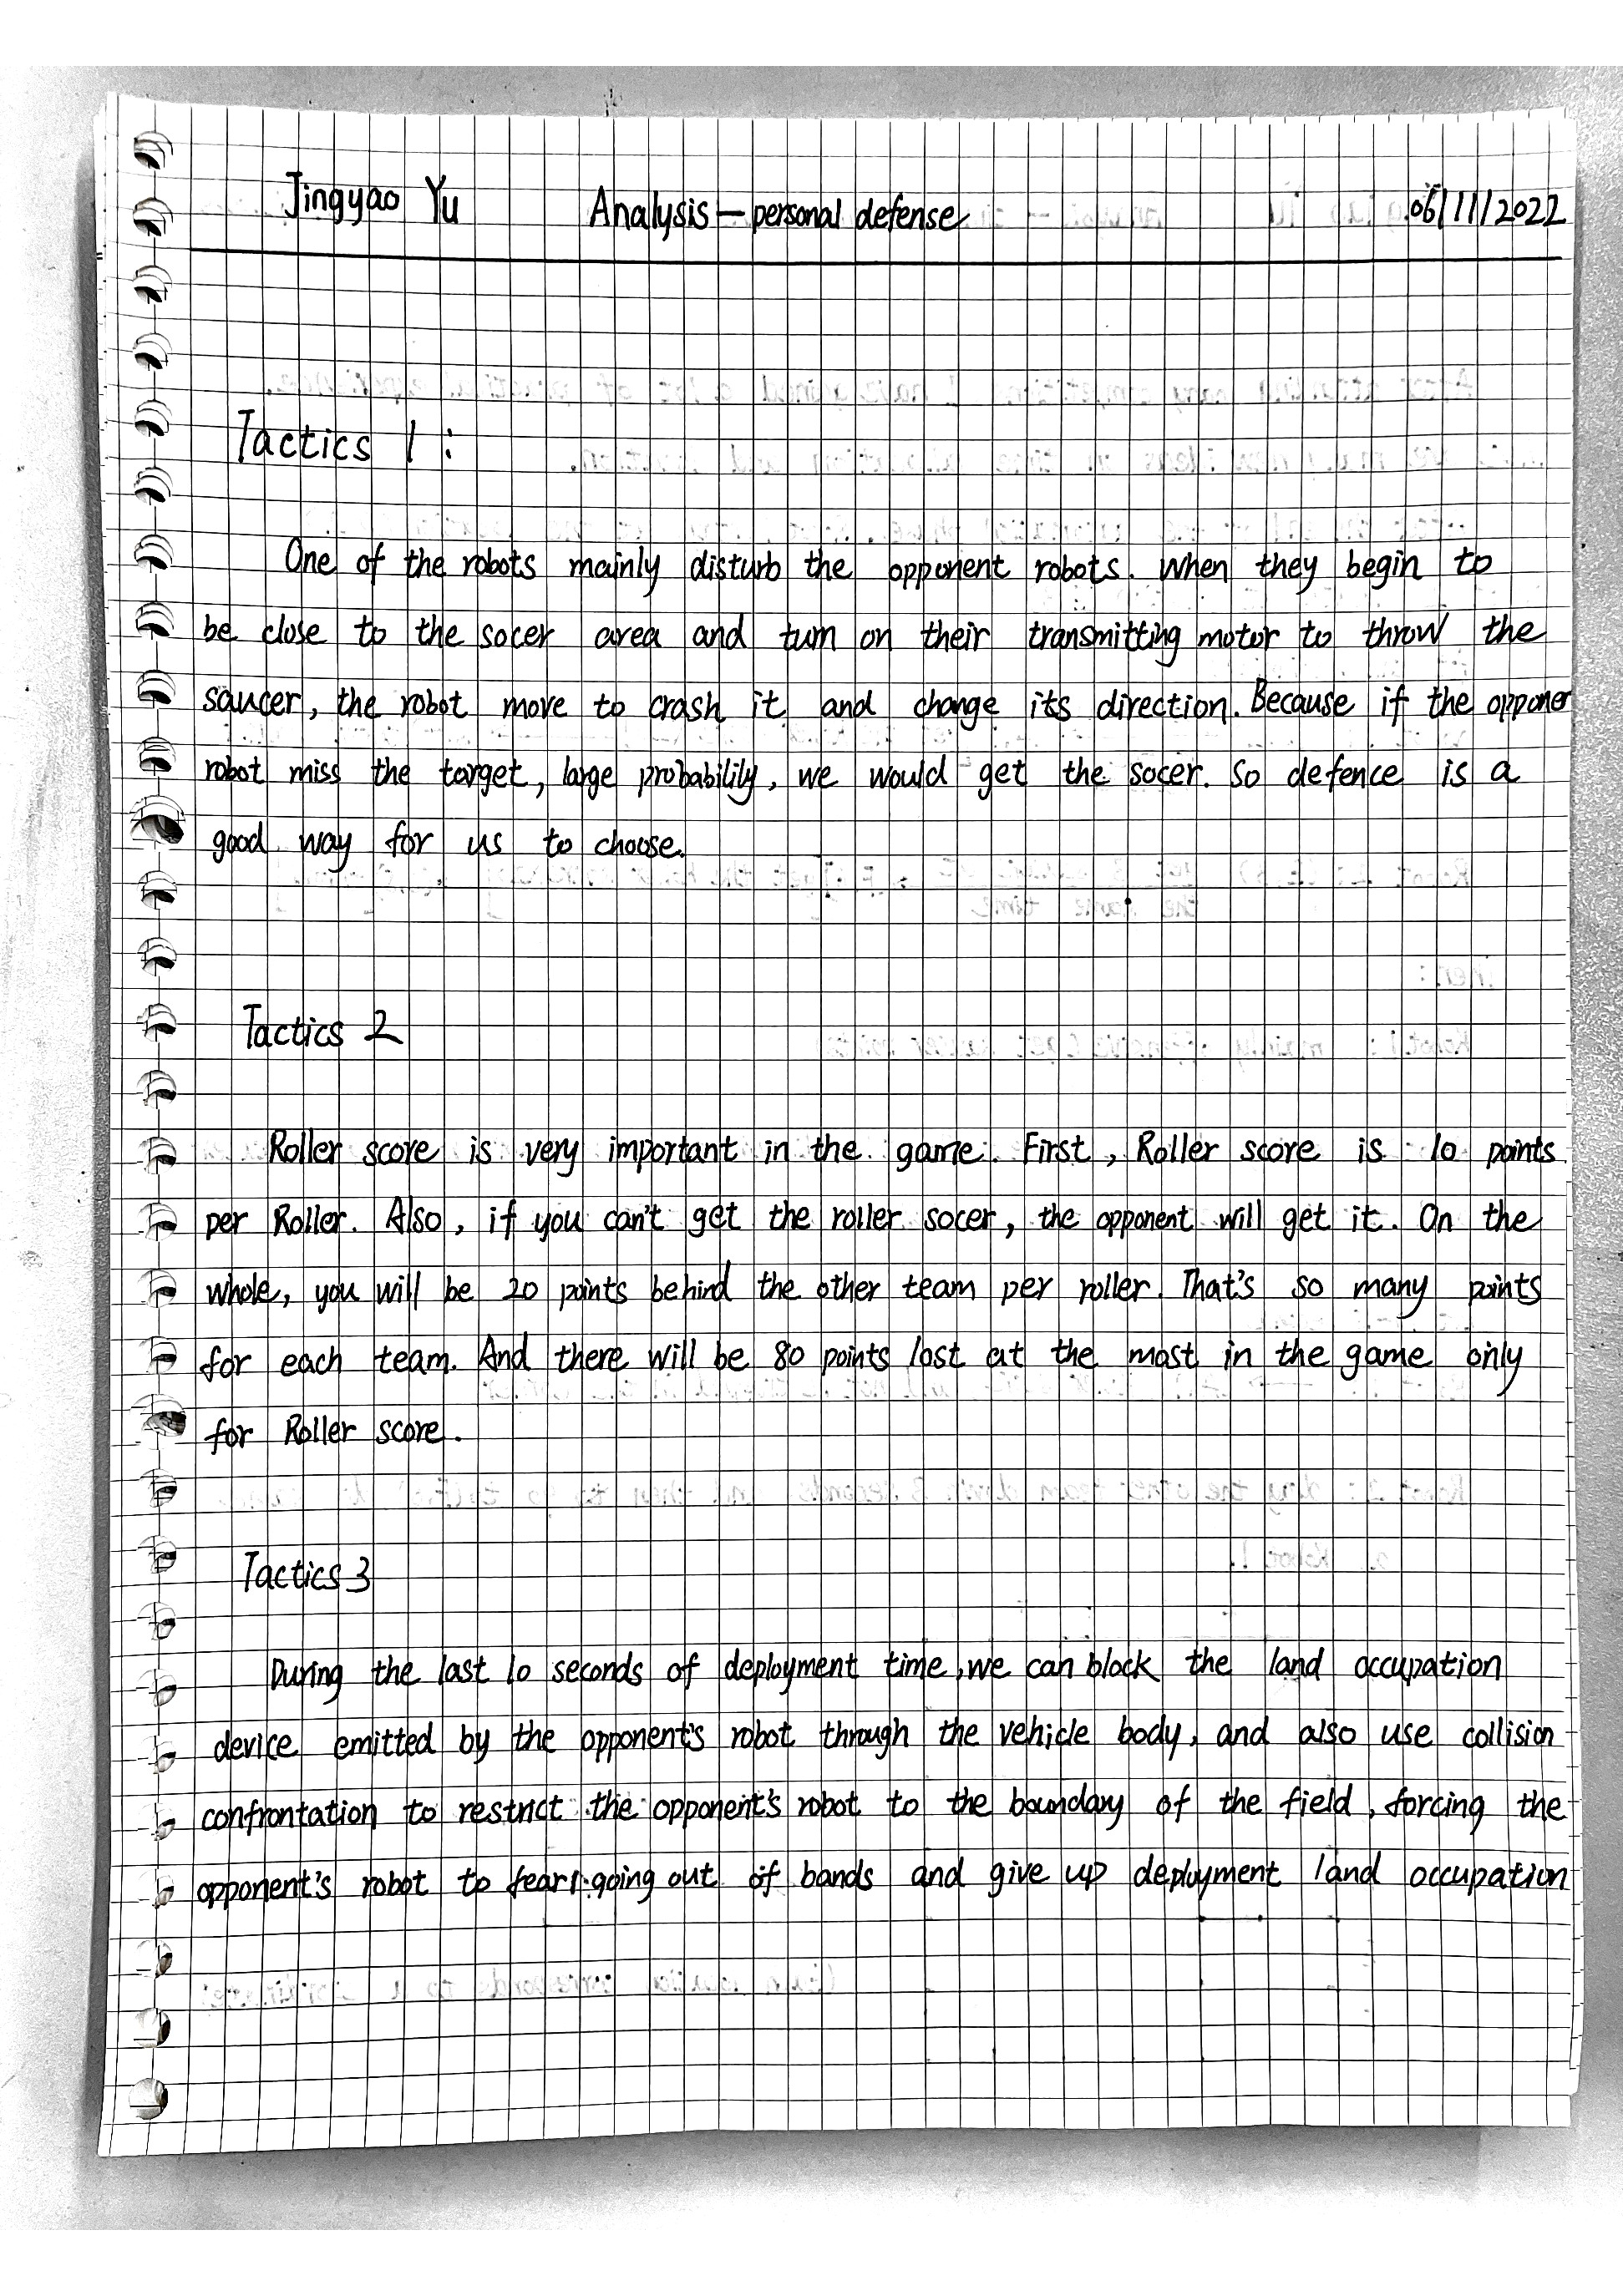 Jingyao Yu Analysis — personal defense 06/11/2022
Tactics 1 :
One of the robots mainly disturb the opponent robots. When they begin to
be close to the socer area and turn on their transmitting motor to throw the
saucer, the robot move to crash it and change its direction. Because if the oppone
robot miss the target, large probability, we would get the socer. So defence is a
good way for us to choose.
Tactics 2
Roller score is very important in the game. First, Roller score is 10 points
per Roller. Also, if you can't get the roller socer, the opponent will get it. On the
whole, you will be 20 points behind the other team per roller. That's so many points
for each team. And there will be 80 points lost at the most in the game only
for Roller score.
Tactics 3
During the last 10 seconds of deployment time, we can block the land occupation
device emitted by the opponent's robot through the vehicle body, and also use collision
confrontation to restrict the opponent's robot to the boundary of the field, forcing the
opponent's robot to fear going out of bands and give up deployment land occupation